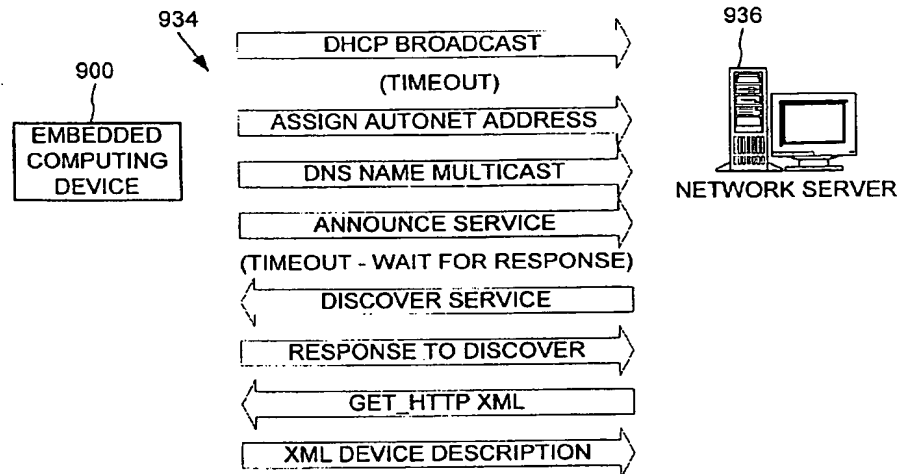 934
936
DHCP BROADCAST
900
(TIMEOUT)
EMBEDDED
COMPUTING
DEVICE
ASSIGN AUTONET ADDRESS
DNS NAME MULTICAST
NETWORK SERVER
ANNOUNCE SERVICE
(TIMEOUT - WAIT FOR RESPONSE)
DISCOVER SERVICE
RESPONSE TO DISCOVER
GET_HTTP XML
XML DEVICE DESCRIPTION